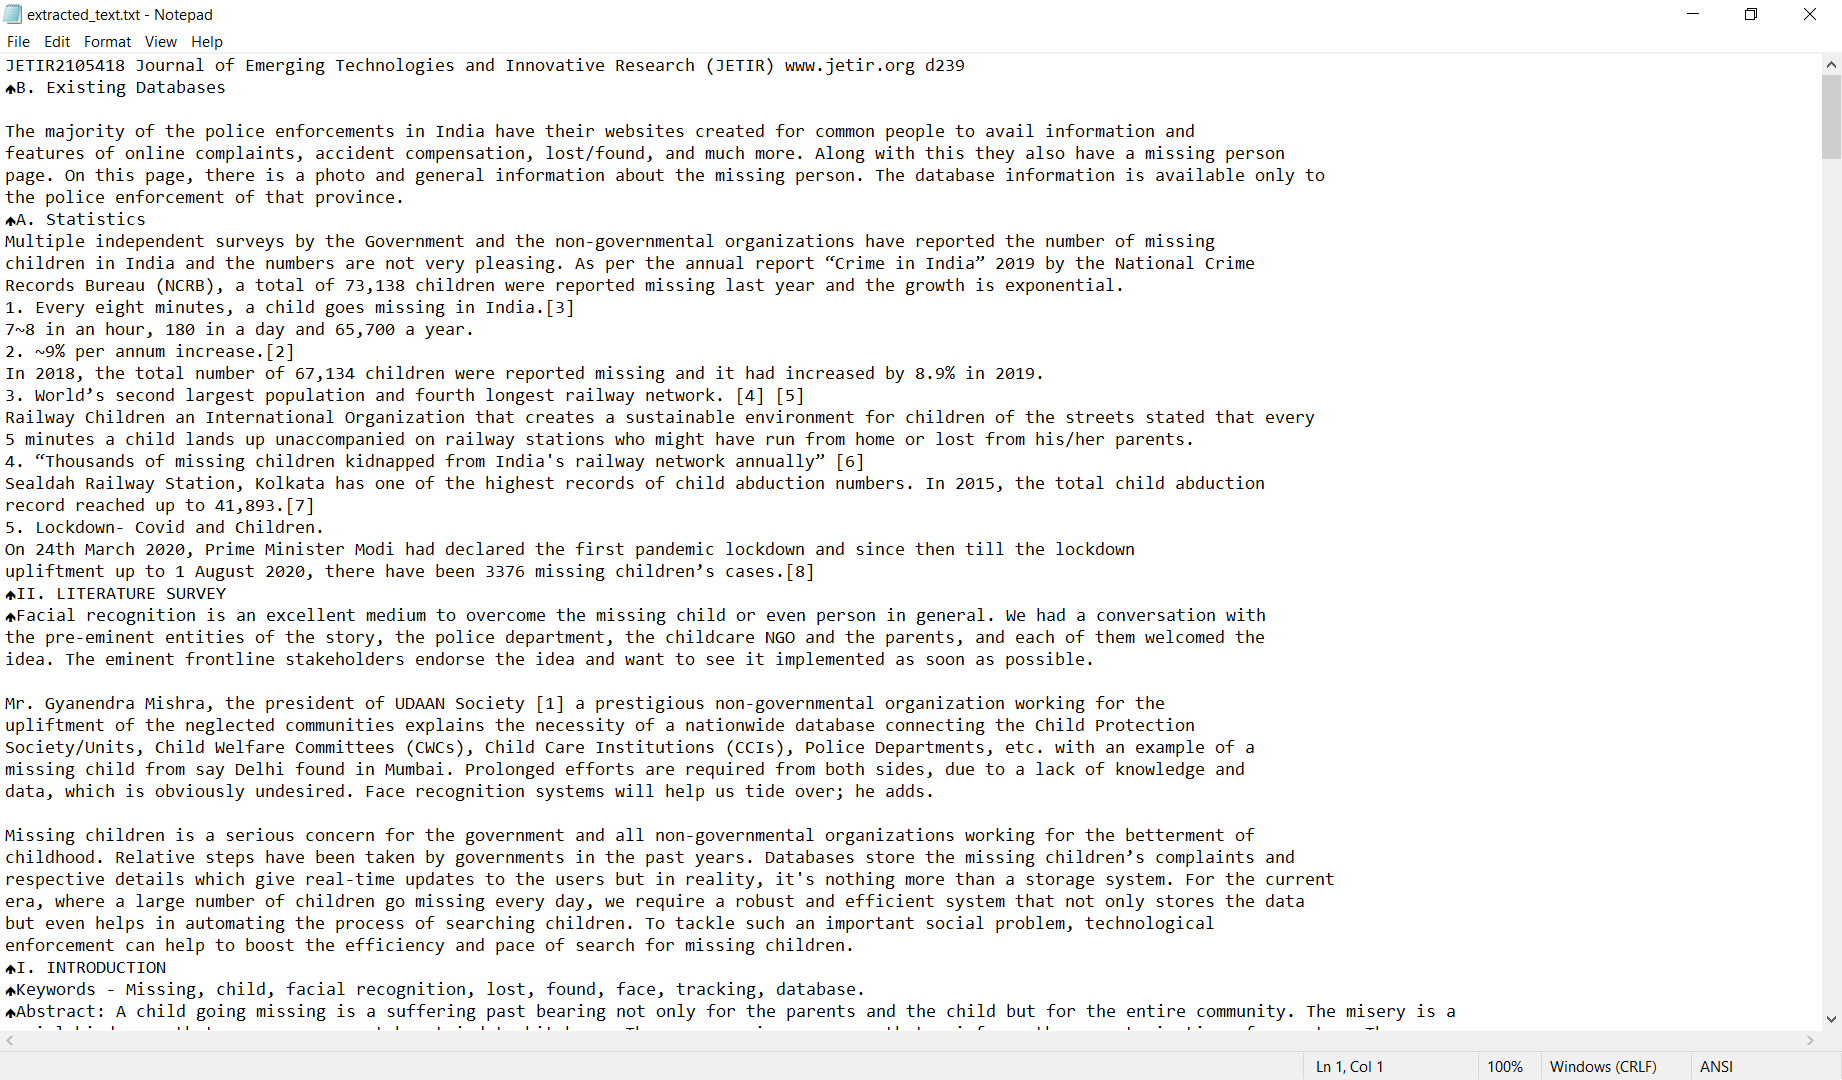 extracted_text.txt - Notepad
File Edit Format View Help
JETIR2105418 Journal of Emerging Technologies and Innovative Research (JETIR) www.jetir.org d239
♠B. Existing Databases
The majority of the police enforcements in India have their websites created for common people to avail information and
features of online complaints, accident compensation, lost/found, and much more. Along with this they also have a missing person
page. On this page, there is a photo and general information about the missing person. The database information is available only to
the police enforcement of that province.
♠A. Statistics
Multiple independent surveys by the Government and the non-governmental organizations have reported the number of missing
children in India and the numbers are not very pleasing. As per the annual report “Crime in India” 2019 by the National Crime
Records Bureau (NCRB), a total of 73,138 children were reported missing last year and the growth is exponential.
1. Every eight minutes, a child goes missing in India.[3]
7~8 in an hour, 180 in a day and 65,700 a year.
2. ~9% per annum increase.[2]
In 2018, the total number of 67,134 children were reported missing and it had increased by 8.9% in 2019.
3. World’s second largest population and fourth longest railway network. [4] [5]
Railway Children an International Organization that creates a sustainable environment for children of the streets stated that every
5 minutes a child lands up unaccompanied on railway stations who might have run from home or lost from his/her parents.
4. “Thousands of missing children kidnapped from India's railway network annually” [6]
Sealdah Railway Station, Kolkata has one of the highest records of child abduction numbers. In 2015, the total child abduction
record reached up to 41,893.[7]
5. Lockdown- Covid and Children.
On 24th March 2020, Prime Minister Modi had declared the first pandemic lockdown and since then till the lockdown
upliftment up to 1 August 2020, there have been 3376 missing children’s cases.[8]
♠II. LITERATURE SURVEY
♠Facial recognition is an excellent medium to overcome the missing child or even person in general. We had a conversation with
the pre-eminent entities of the story, the police department, the childcare NGO and the parents, and each of them welcomed the
idea. The eminent frontline stakeholders endorse the idea and want to see it implemented as soon as possible.
Mr. Gyanendra Mishra, the president of UDAAN Society [1] a prestigious non-governmental organization working for the
upliftment of the neglected communities explains the necessity of a nationwide database connecting the Child Protection
Society/Units, Child Welfare Committees (CWCs), Child Care Institutions (CCIs), Police Departments, etc. with an example of a
missing child from say Delhi found in Mumbai. Prolonged efforts are required from both sides, due to a lack of knowledge and
data, which is obviously undesired. Face recognition systems will help us tide over; he adds.
Missing children is a serious concern for the government and all non-governmental organizations working for the betterment of
childhood. Relative steps have been taken by governments in the past years. Databases store the missing children’s complaints and
respective details which give real-time updates to the users but in reality, it's nothing more than a storage system. For the current
era, where a large number of children go missing every day, we require a robust and efficient system that not only stores the data
but even helps in automating the process of searching children. To tackle such an important social problem, technological
enforcement can help to boost the efficiency and pace of search for missing children.
♠I. INTRODUCTION
♠Keywords - Missing, child, facial recognition, lost, found, face, tracking, database.
♠Abstract: A child going missing is a suffering past bearing not only for the parents and the child but for the entire community. The misery is a
Ln 1, Col 1 100% Windows (CRLF) ANSI